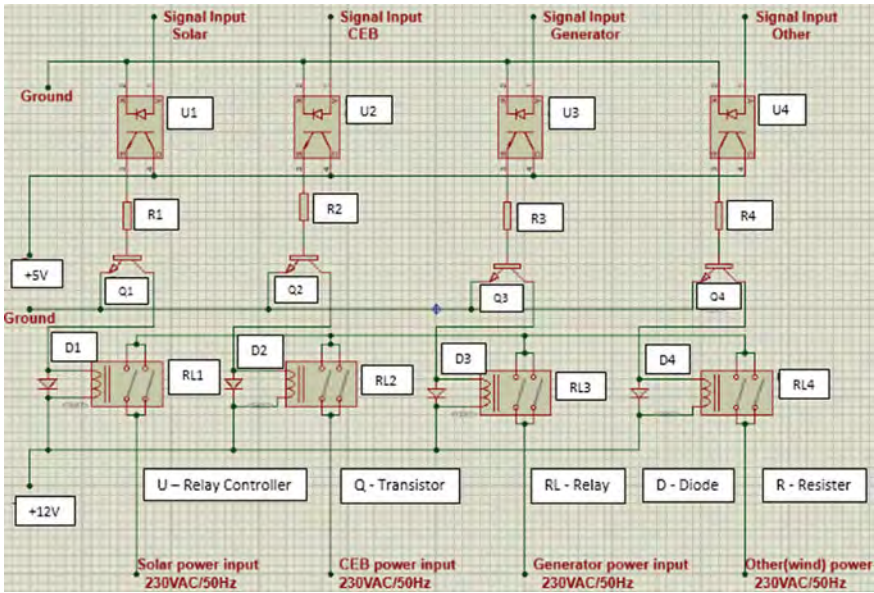 Signal Input
Solar
Signal Input
CEB
Signal Input
Generator
Signal Input
Other
Ground
U1
U2
U3
U4
R1
R2
R3
R4
+5V
Q1
Q2
Q3
Q4
Ground
D1
D2
D3
D4
RL1
RL2
RL3
RL4
U – Relay Controller
Q - Transistor
RL - Relay
D - Diode
R - Resister
+12V
Solar power input
230VAC/50Hz
CEB power input
230VAC/50Hz
Generator power input
230VAC/50Hz
Other(wind) power
230VAC/50Hz